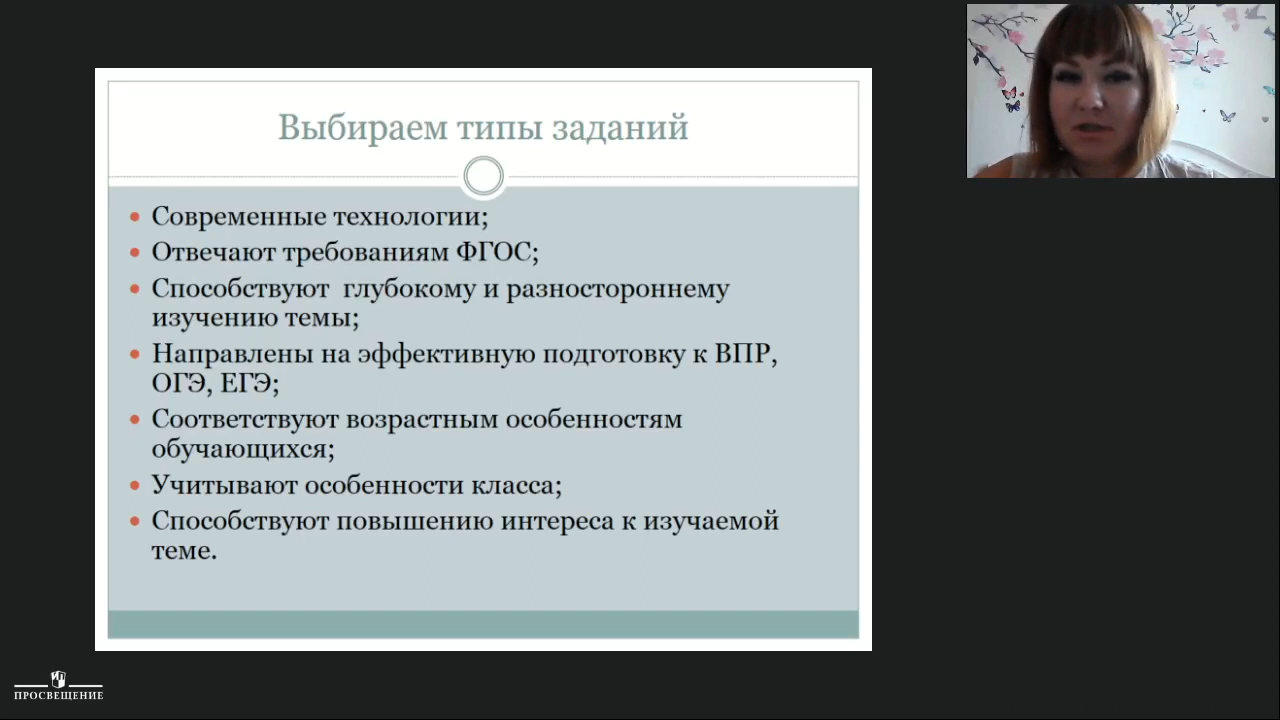 Выбираем типы заданий
Современные технологии;
Отвечают требованиям ФГОС;
Способствуют глубокому и разностороннему
изучению темы;
Направлены на эффективную подготовку к ВПР,
ОГЭ, ЕГЭ;
Соответствуют возрастным особенностям
обучающихся;
Учитывают особенности класса;
Способствуют повышению интереса к изучаемой
теме.
ПРОСВЕЩЕНИЕ